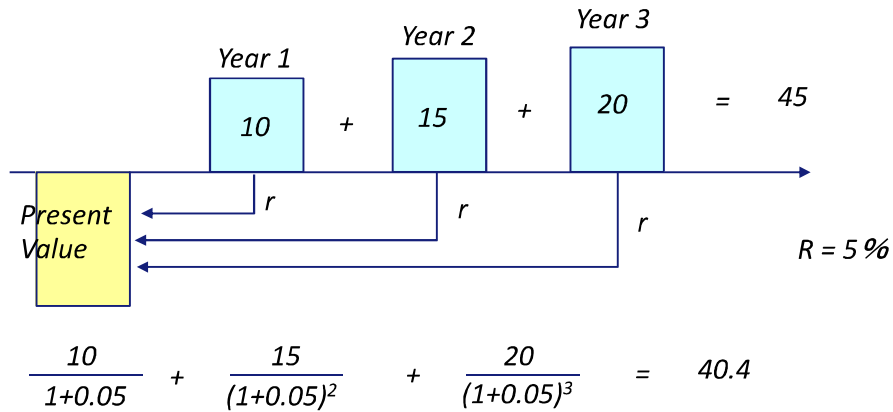 Year 1
Year 2
Year 3
10 + 15 + 20 = 45
Present
Value
r
r
r
R = 5%
10/(1+0.05) + 15/(1+0.05)² + 20/(1+0.05)³ = 40.4